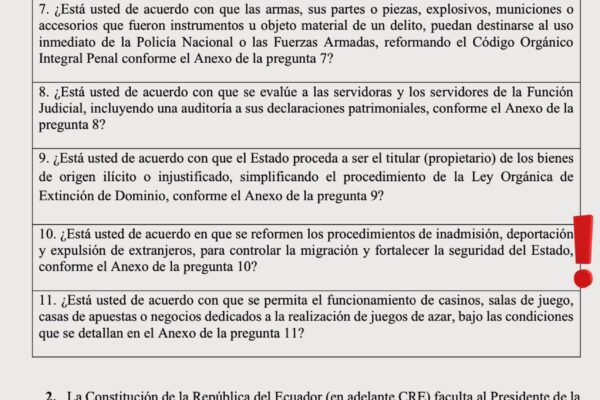 7. ¿Está usted de acuerdo con que las armas, sus partes o piezas, explosivos, municiones o
accesorios que fueron instrumentos u objeto material de un delito, puedan destinarse al uso
inmediato de la Policía Nacional o las Fuerzas Armadas, reformando el Código Orgánico
Integral Penal conforme el Anexo de la pregunta 7?
8. ¿Está usted de acuerdo con que se evalúe a las servidoras y los servidores de la Función
Judicial, incluyendo una auditoría a sus declaraciones patrimoniales, conforme el Anexo de la
pregunta 8?
9. ¿Está usted de acuerdo con que el Estado proceda a ser el titular (propietario) de los bienes
de origen ilícito o injustificado, simplificando el procedimiento de la Ley Orgánica de
Extinción de Dominio, conforme el Anexo de la pregunta 9?
10. ¿Está usted de acuerdo en que se reformen los procedimientos de inadmisión, deportación
y expulsión de extranjeros, para controlar la migración y fortalecer la seguridad del Estado,
conforme el Anexo de la pregunta 10?
11. ¿Está usted de acuerdo con que se permita el funcionamiento de casinos, salas de juego,
casas de apuestas o negocios dedicados a la realización de juegos de azar, bajo las condiciones
que se detallan en el Anexo de la pregunta 11?
2. La Constitución de la República del Ecuador (en adelante CRE) faculta al Presidente de la